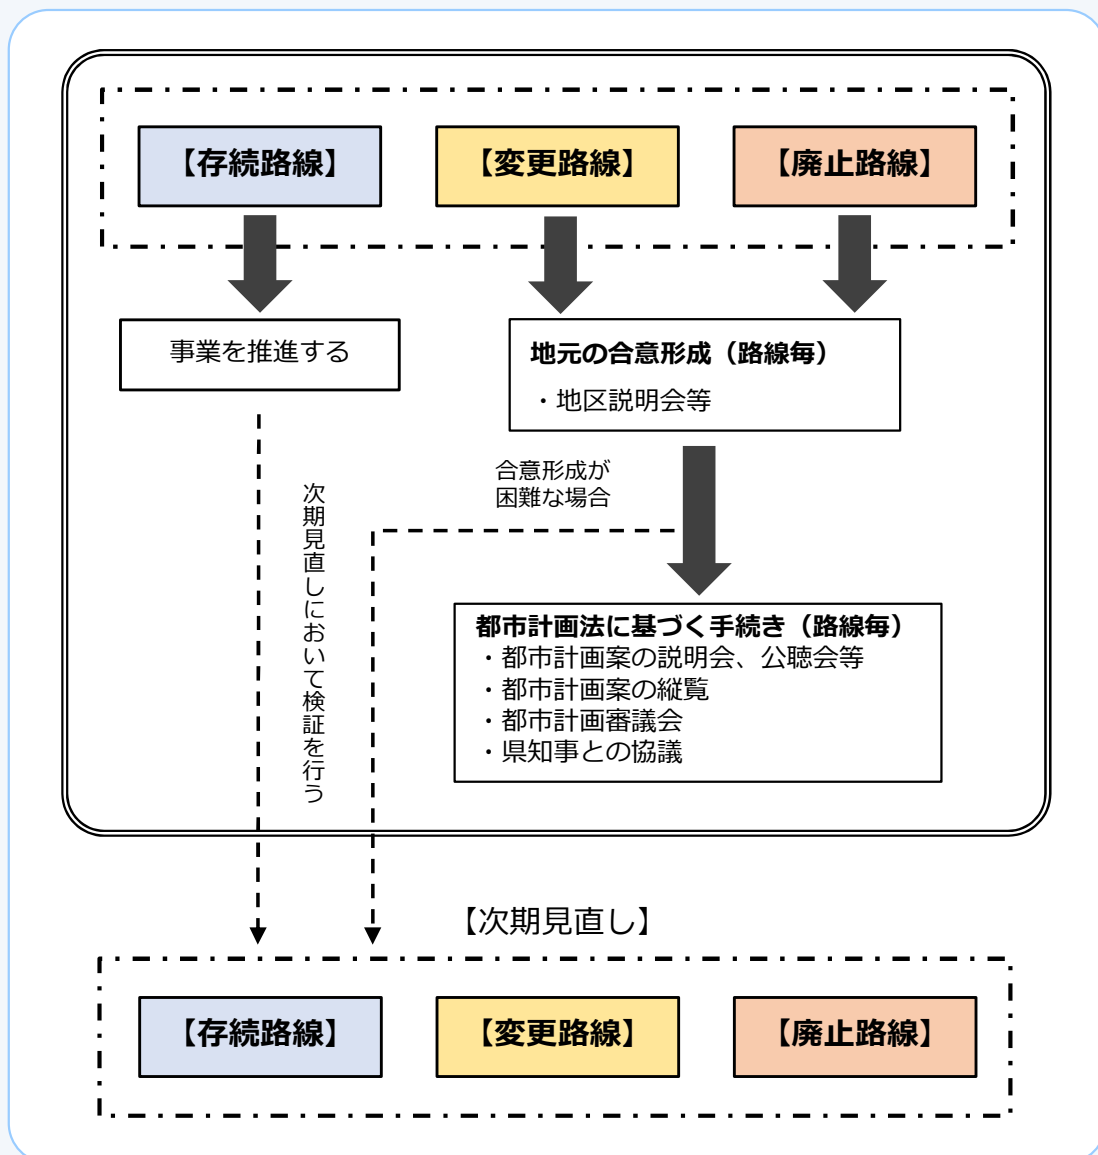 【存続路線】
【変更路線】
【廃止路線】
事業を推進する
地元の合意形成（路線毎）
・地区説明会等
合意形成が
困難な場合
次期見直しにおいて検証を行う
都市計画法に基づく手続き（路線毎）
・都市計画案の説明会、公聴会等
・都市計画案の縦覧
・都市計画審議会
・県知事との協議
【次期見直し】
【存続路線】
【変更路線】
【廃止路線】